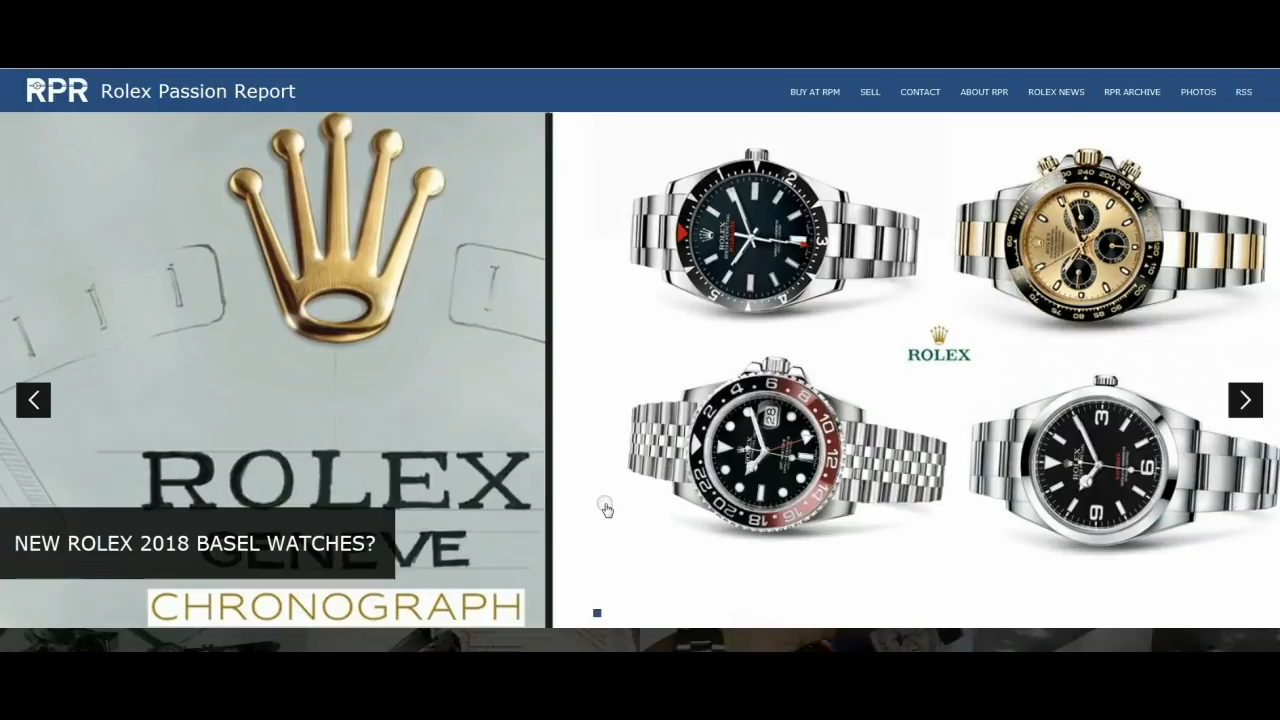 RPR Rolex Passion Report
BUY AT RPM SELL CONTACT ABOUT RPR ROLEX NEWS RPR ARCHIVE PHOTOS RSS
ROLEX
GENEVE
CHRONOGRAPH
NEW ROLEX 2018 BASEL WATCHES?
ROLEX